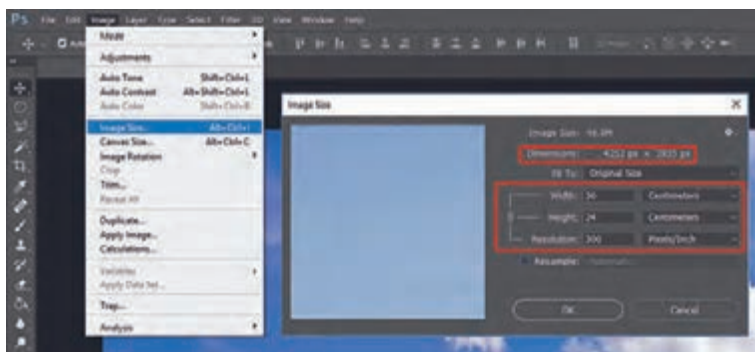 Ps File Edit Image Layer Type Select Filter 3D View Window Help
Mode
Adjustments
Auto Tone Shift+Ctrl+L
Auto Contrast Alt+Shift+Ctrl+L
Auto Color Shift+Ctrl+B
Image Size... Alt+Ctrl+I
Canvas Size... Alt+Ctrl+C
Image Rotation
Crop
Trim...
Reveal All
Duplicate...
Apply Image...
Calculations...
Variables
Apply Data Set...
Trap...
Analysis
Image Size
Image Size:
Dimensions: 4252 px × 2835 px
Fit To: Original Size
Width: 36 Centimeters
Height: 24 Centimeters
Resolution: 300 Pixels/Inch
Resample:
OK Cancel